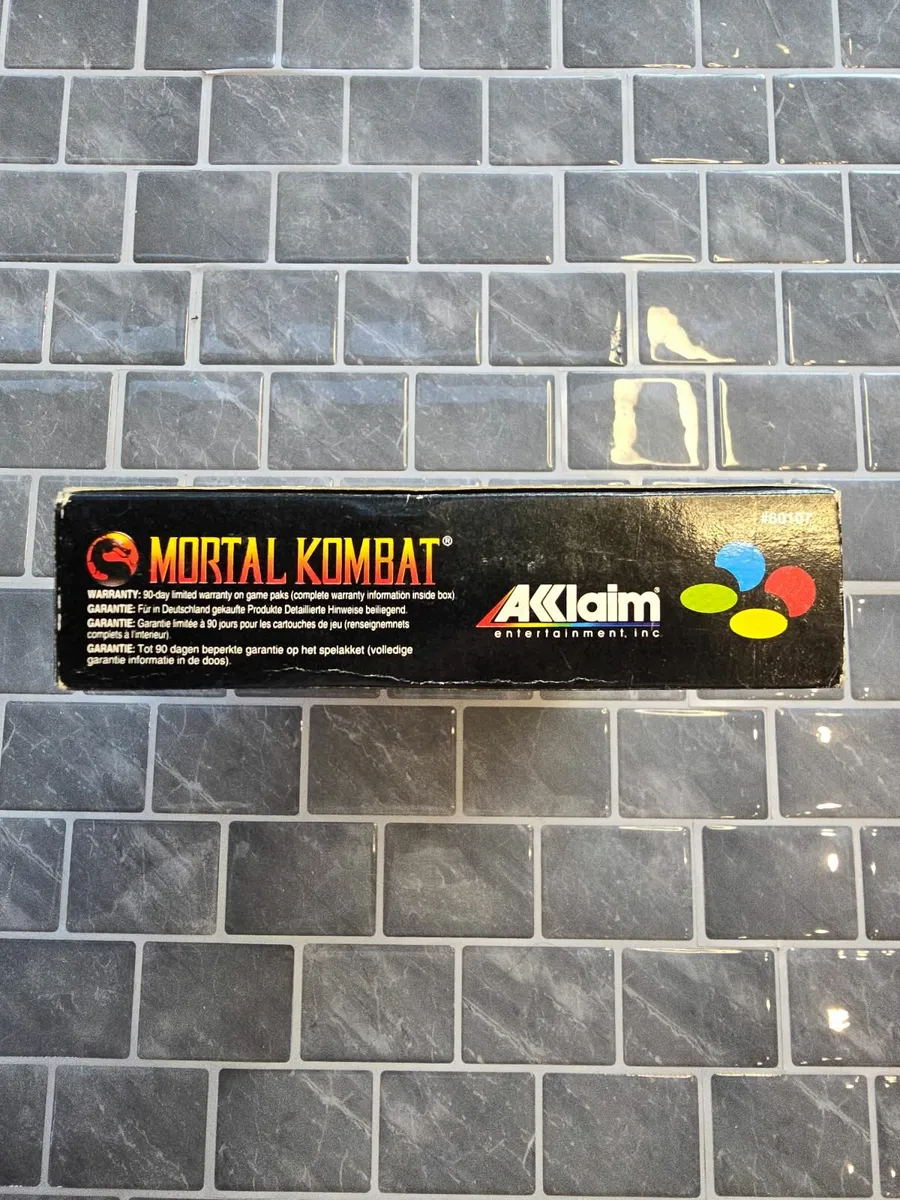 #60107
MORTAL KOMBAT®
WARRANTY: 90-day limited warranty on game paks (complete warranty information inside box).
GARANTIE: Für in Deutschland gekaufte Produkte Detaillierte Hinweise beiliegend.
GARANTIE: Garantie limitée à 90 jours pour les cartouches de jeu (renseignemnets
complets à l'interieur).
GARANTIE: Tot 90 dagen beperkte garantie op het spelakket (volledige
garantie informatie in de doos).
AKKlaim®
entertainment, inc.